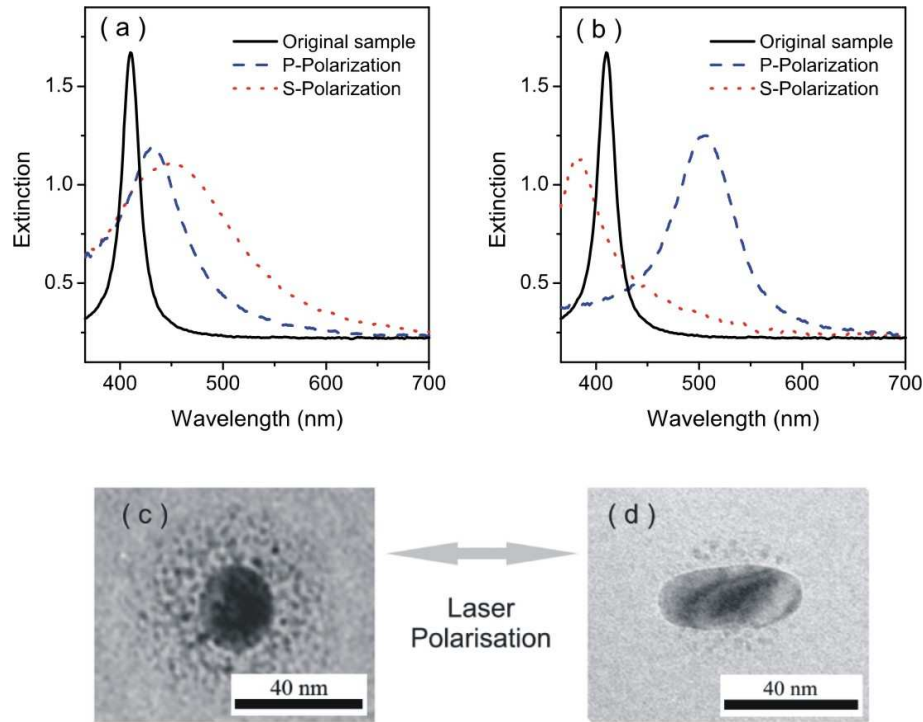 ( a )
Original sample
P-Polarization
S-Polarization
1.5
1.0
0.5
Extinction
400
500
600
700
Wavelength (nm)
( b )
Original sample
P-Polarization
S-Polarization
1.5
1.0
0.5
Extinction
400
500
600
700
Wavelength (nm)
( c )
40 nm
Laser
Polarisation
( d )
40 nm